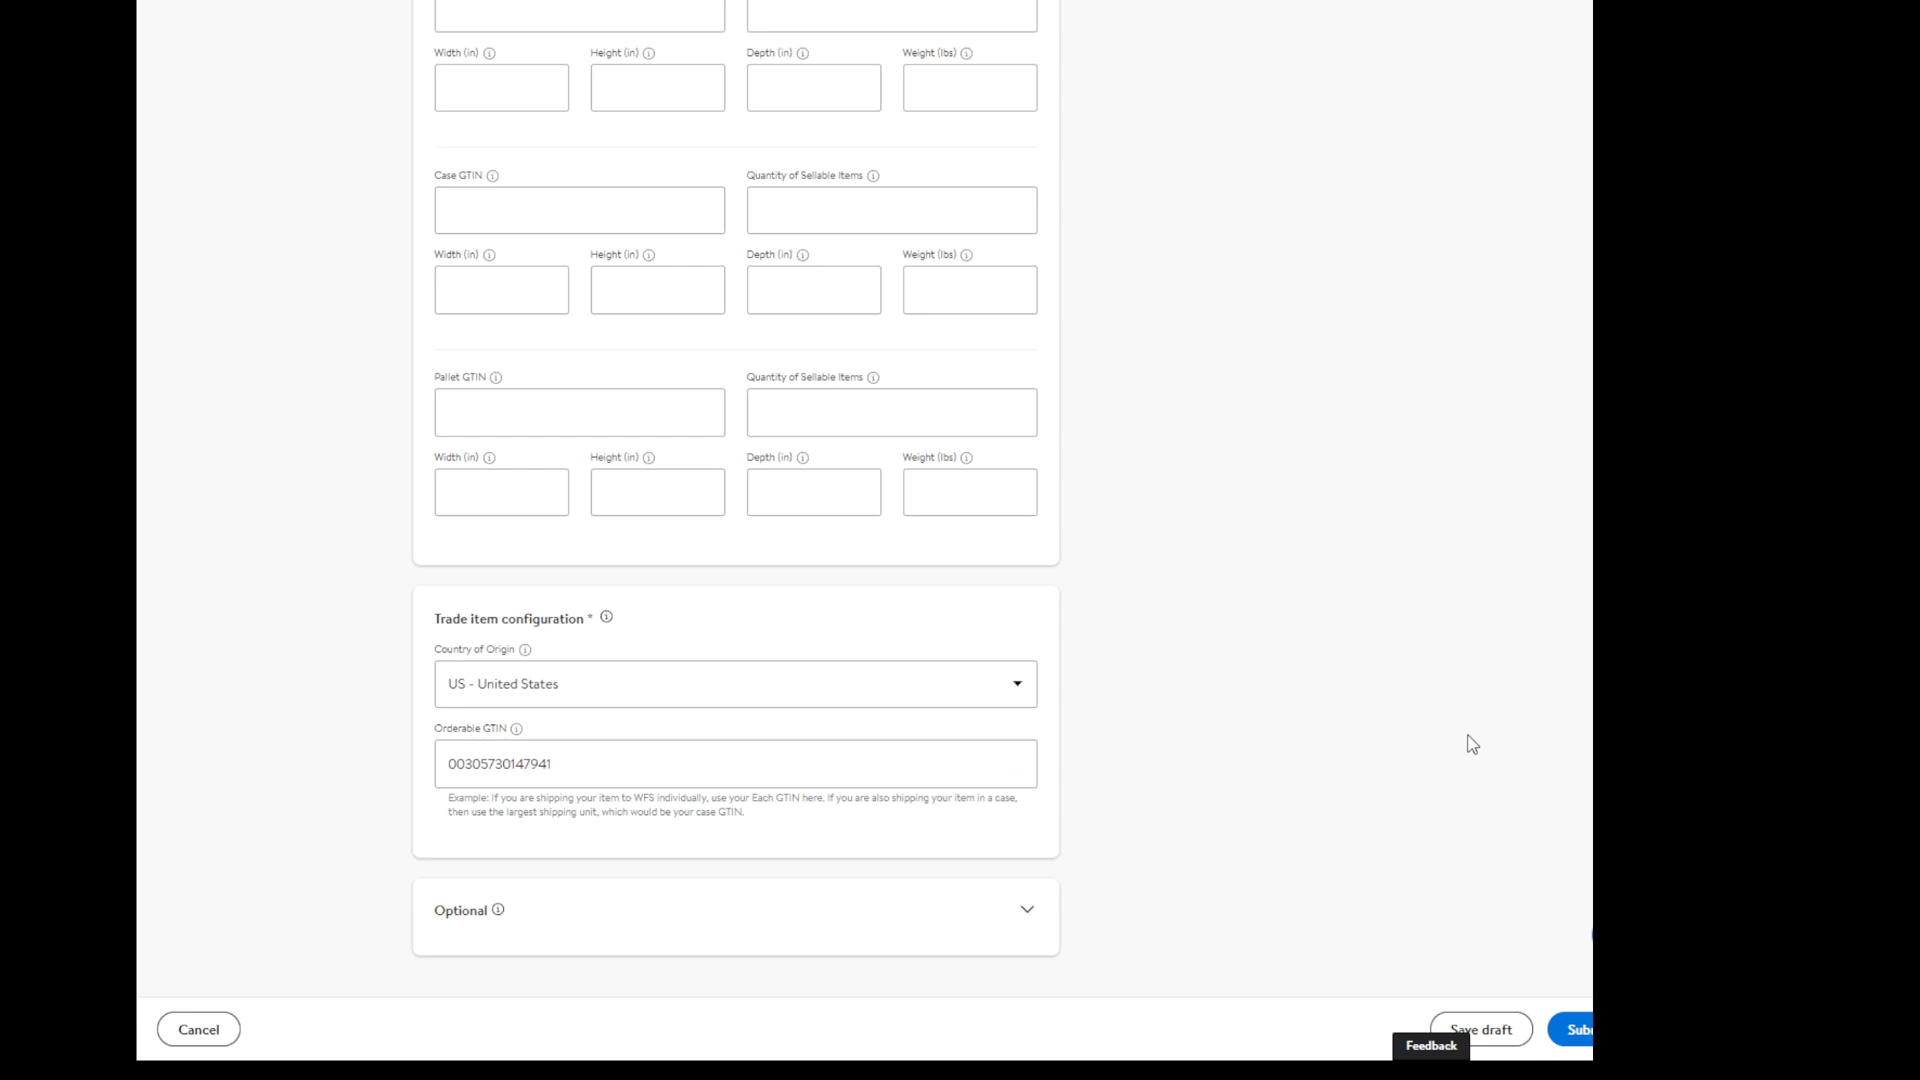 Width (in) Height (in) Depth (in) Weight (lbs)
Case GTIN Quantity of Sellable Items
Width (in) Height (in) Depth (in) Weight (lbs)
Pallet GTIN Quantity of Sellable Items
Width (in) Height (in) Depth (in) Weight (lbs)
Trade item configuration *
Country of Origin
US - United States
Orderable GTIN
00305730147941
Example: If you are shipping your item to WFS individually, use your Each GTIN here. If you are also shipping your item in a case,
then use the largest shipping unit, which would be your case GTIN.
Optional
Cancel Save draft
Feedback